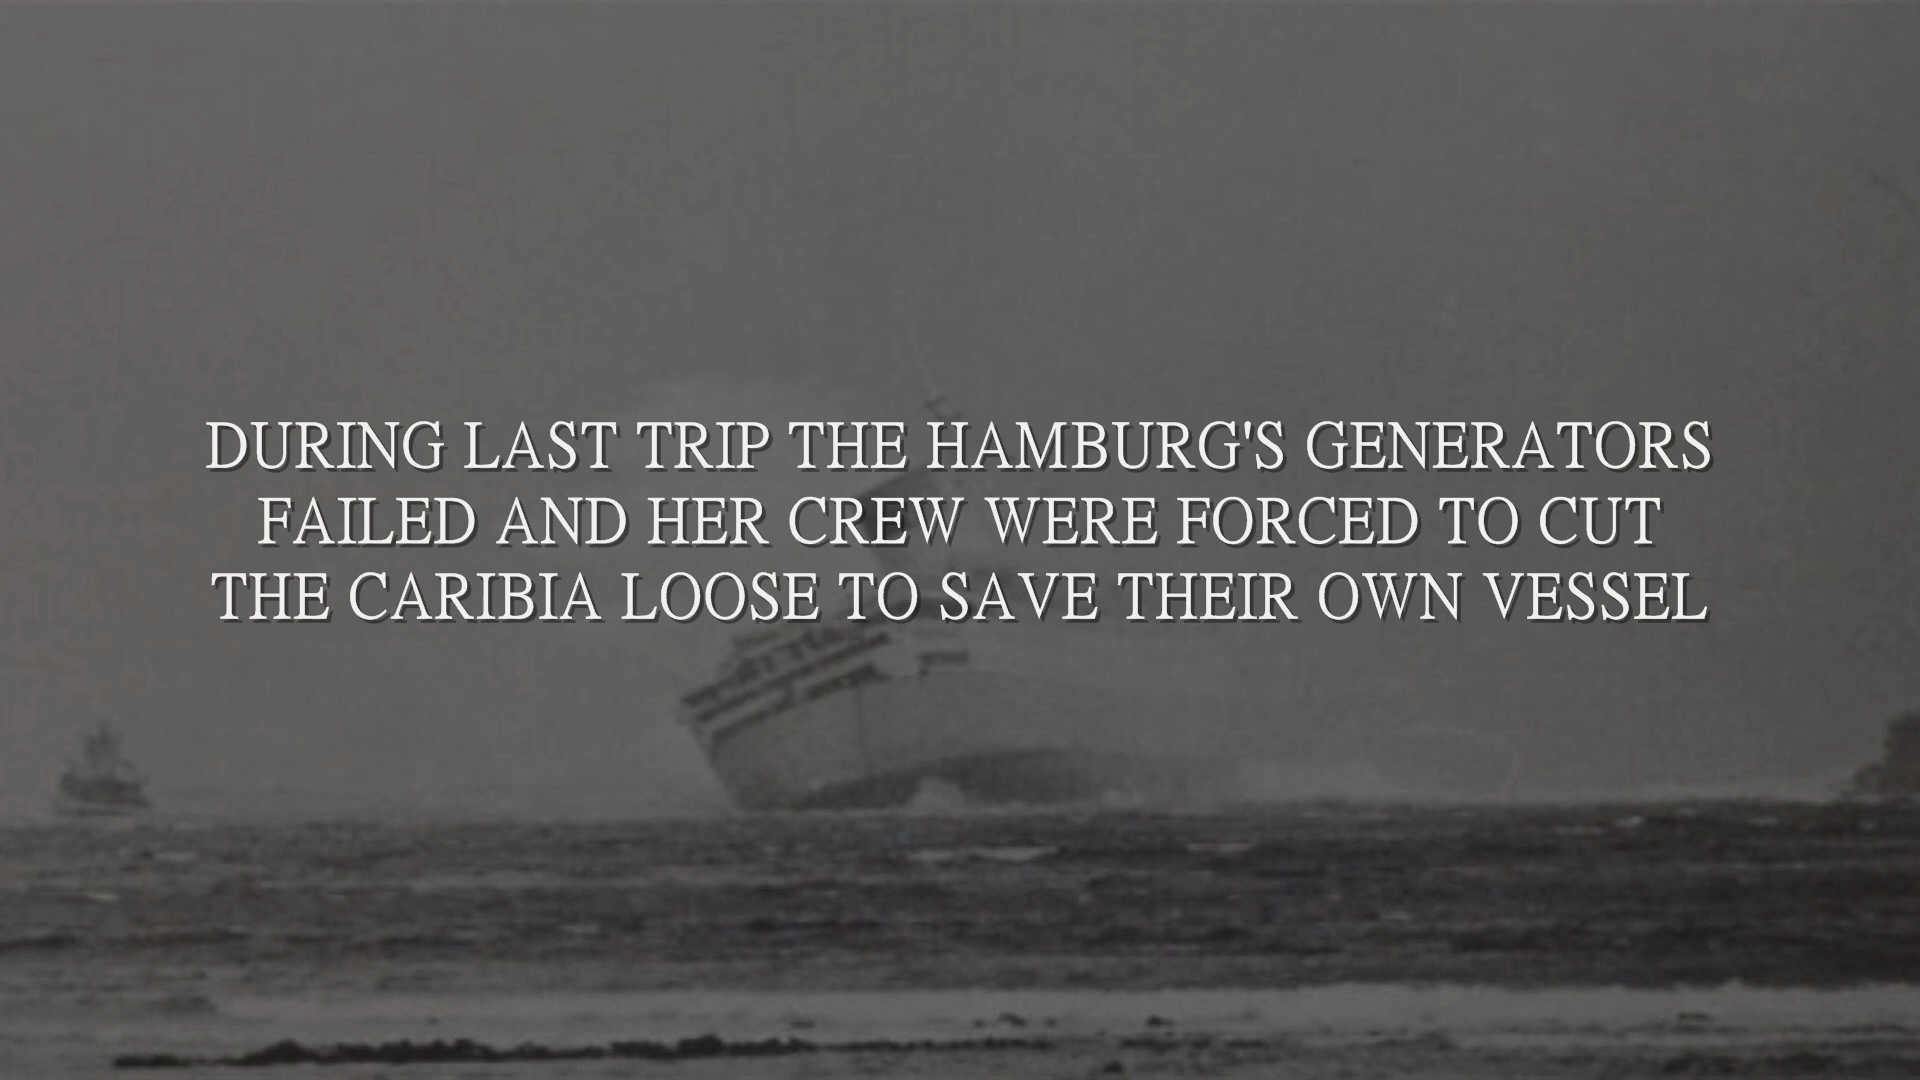 DURING LAST TRIP THE HAMBURG'S GENERATORS
FAILED AND HER CREW WERE FORCED TO CUT
THE CARIBIA LOOSE TO SAVE THEIR OWN VESSEL